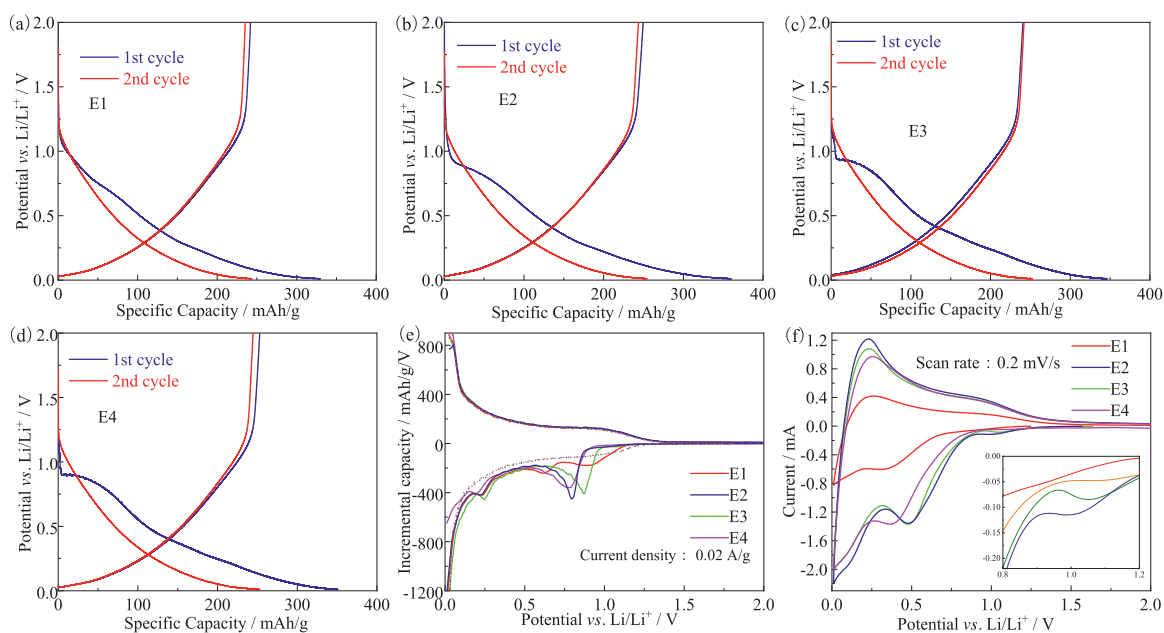 (a)
2.0
1.5
1.0
0.5
0.0
Potential vs. Li/Li⁺ / V
1st cycle
2nd cycle
E1
0 100 200 300 400
Specific Capacity / mAh/g
(b)
2.0
1.5
1.0
0.5
0.0
Potential vs. Li/Li⁺ / V
1st cycle
2nd cycle
E2
0 100 200 300 400
Specific Capacity / mAh/g
(c)
2.0
1.5
1.0
0.5
0.0
Potential vs. Li/Li⁺ / V
1st cycle
2nd cycle
E3
0 100 200 300 400
Specific Capacity / mAh/g
(d)
2.0
1.5
1.0
0.5
0.0
Potential vs. Li/Li⁺ / V
1st cycle
2nd cycle
E4
0 100 200 300 400
Specific Capacity / mAh/g
(e)
800
400
0
-400
-800
-1200
Incremental capacity / mAh/g/V
E1
E2
E3
E4
Current density : 0.02 A/g
0.0 0.5 1.0 1.5 2.0
Potential vs. Li/Li⁺ / V
(f)
1.2
0.8
0.4
0.0
-0.4
-0.8
-1.2
-1.6
-2.0
Current / mA
Scan rate : 0.2 mV/s
E1
E2
E3
E4
0.00
-0.05
-0.10
-0.15
-0.20
0.8 1.0 1.2
0.0 0.5 1.0 1.5 2.0
Potential vs. Li/Li⁺ / V